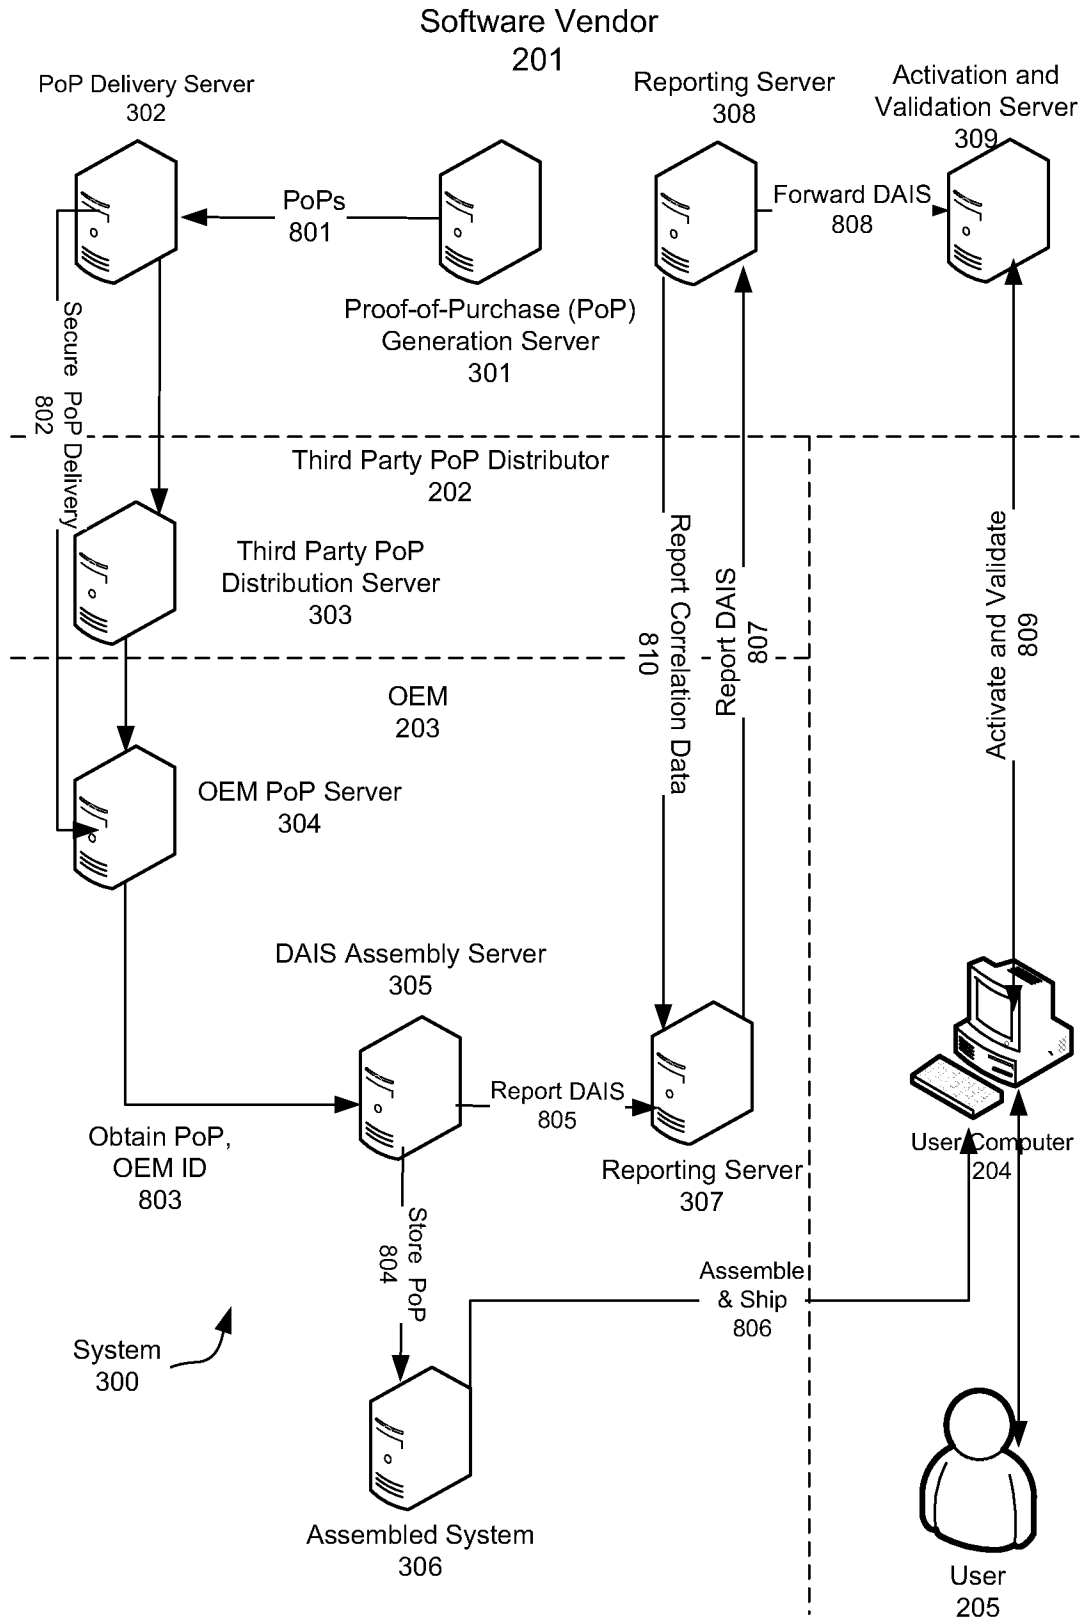 Software Vendor
201
PoP Delivery Server
302
Reporting Server
308
Activation and
Validation Server
309
PoPs
801
Forward DAIS
808
Proof-of-Purchase (PoP)
Generation Server
301
Secure PoP Delivery
802
Third Party PoP Distributor
202
Third Party PoP
Distribution Server
303
Report Correlation Data
810
Report DAIS
807
Activate and Validate
809
OEM
203
OEM PoP Server
304
DAIS Assembly Server
305
Report DAIS
805
Obtain PoP,
OEM ID
803
Reporting Server
307
User Computer
204
Store PoP
804
Assemble
& Ship
806
System
300
Assembled System
306
User
205